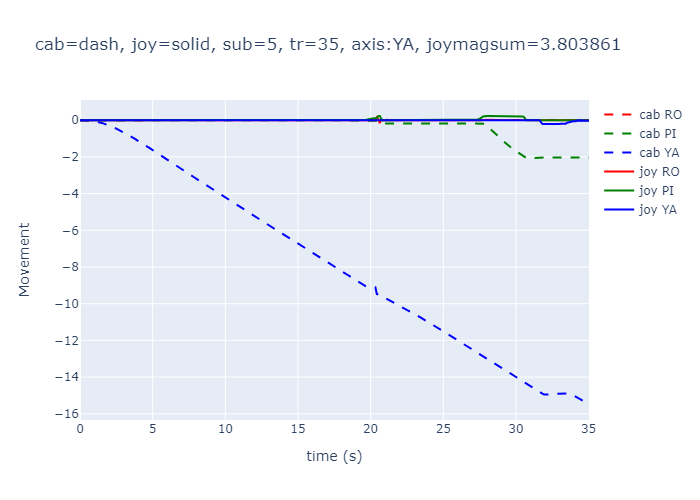 cab=dash, joy=solid, sub=5, tr=35, axis:YA, joymagsum=3.803861
Movement
0
−2
−4
−6
−8
−10
−12
−14
−16
0 5 10 15 20 25 30 35
time (s)
cab RO
cab PI
cab YA
joy RO
joy PI
joy YA